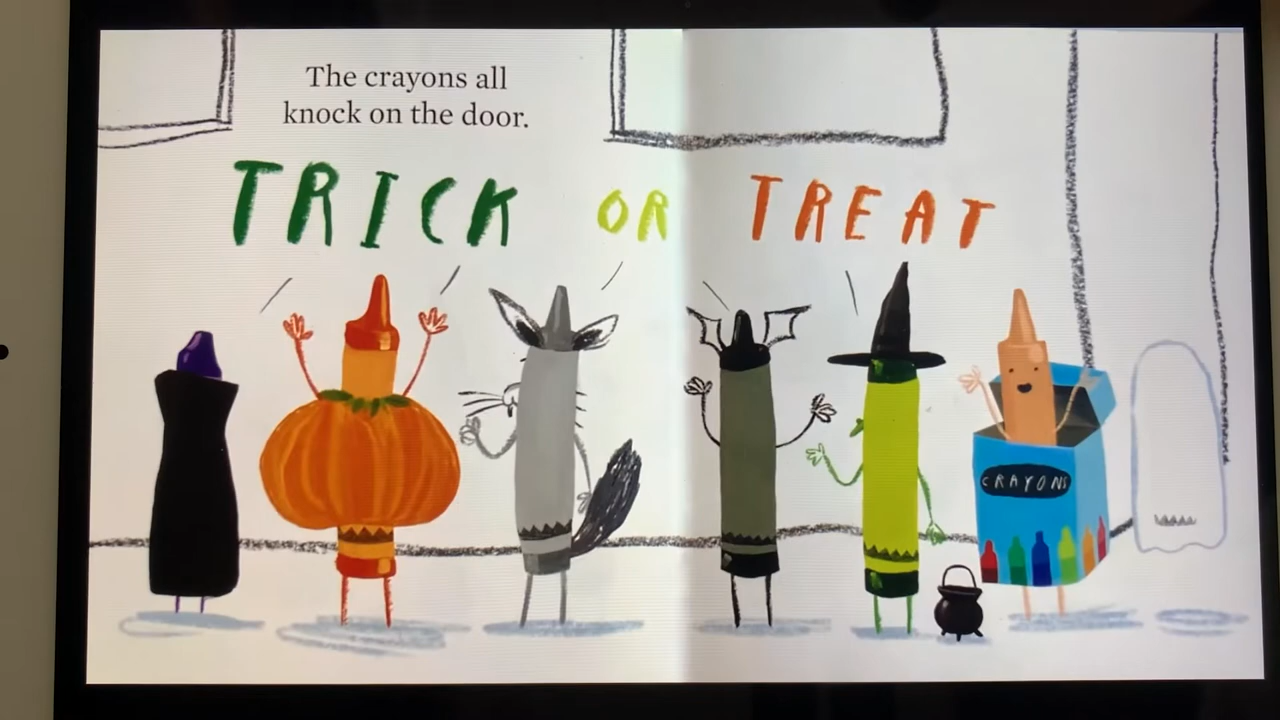 The crayons all
knock on the door.
TRICK OR TREAT
CRAYONS